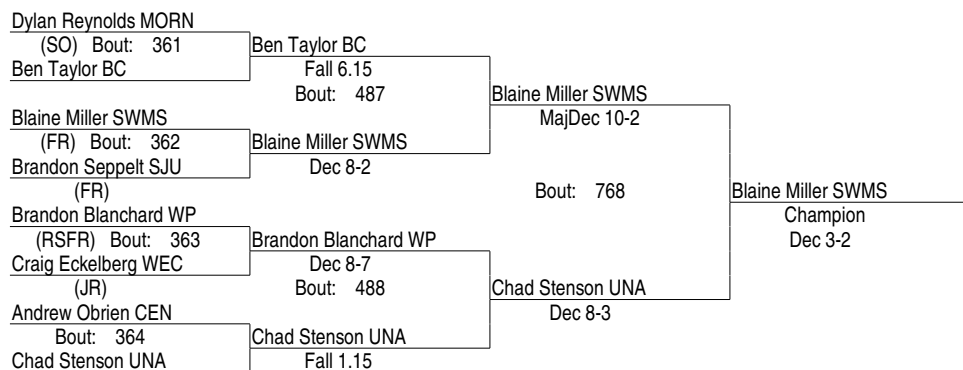 Dylan Reynolds MORN
(SO) Bout: 361
Ben Taylor BC
Ben Taylor BC
Fall 6.15
Bout: 487
Blaine Miller SWMS
MajDec 10-2
Blaine Miller SWMS
(FR) Bout: 362
Blaine Miller SWMS
Brandon Seppelt SJU
Dec 8-2
(FR)
Bout: 768
Blaine Miller SWMS
Brandon Blanchard WP
Champion
(RSFR) Bout: 363
Brandon Blanchard WP
Dec 3-2
Craig Eckelberg WEC
Dec 8-7
(JR)
Bout: 488
Chad Stenson UNA
Andrew Obrien CEN
Dec 8-3
Bout: 364
Chad Stenson UNA
Chad Stenson UNA
Fall 1.15